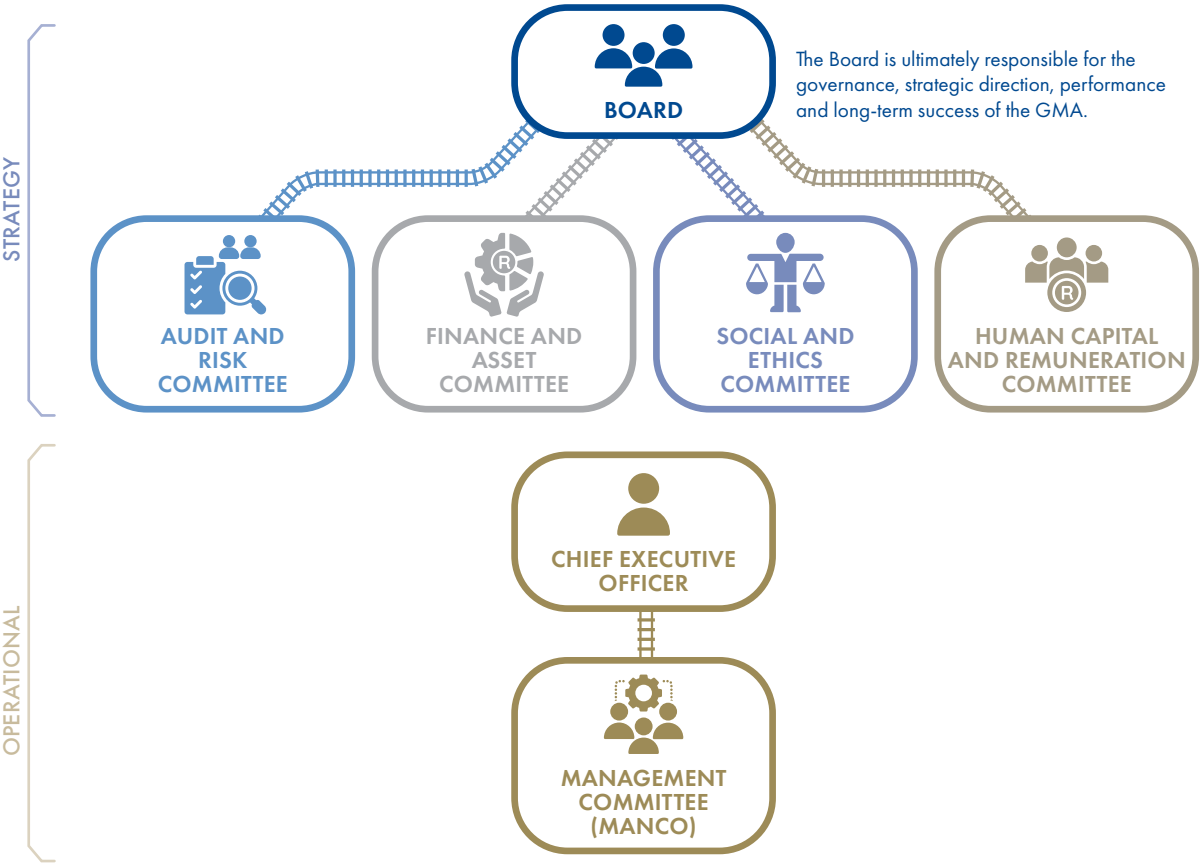 STRATEGY
BOARD
The Board is ultimately responsible for the
governance, strategic direction, performance
and long-term success of the GMA.
AUDIT AND
RISK
COMMITTEE
R
FINANCE AND
ASSET
COMMITTEE
SOCIAL AND
ETHICS
COMMITTEE
R
HUMAN CAPITAL
AND REMUNERATION
COMMITTEE
OPERATIONAL
CHIEF EXECUTIVE
OFFICER
MANAGEMENT
COMMITTEE
(MANCO)